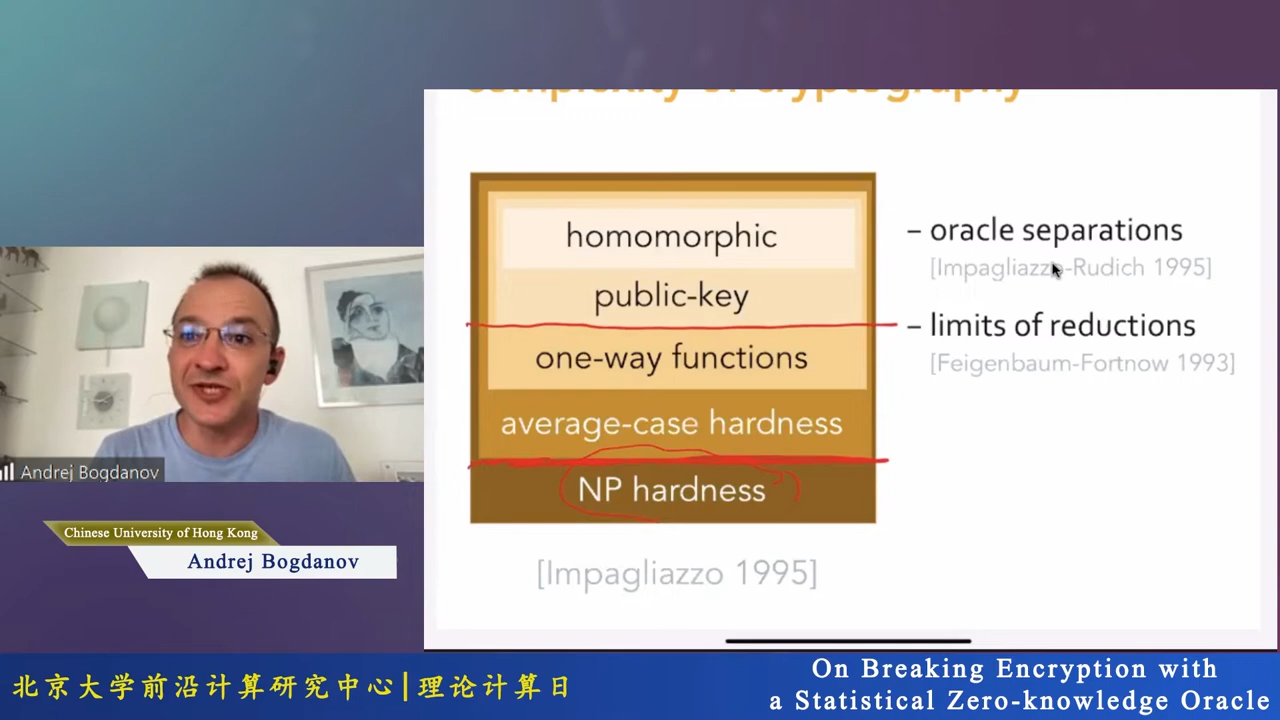 complexity of cryptography
homomorphic
public-key
one-way functions
average-case hardness
NP hardness
[Impagliazzo 1995]
– oracle separations
[Impagliazzo-Rudich 1995]
– limits of reductions
[Feigenbaum-Fortnow 1993]
Andrej Bogdanov
Chinese University of Hong Kong
Andrej Bogdanov
北京大学前沿计算研究中心|理论计算日
On Breaking Encryption with
a Statistical Zero-knowledge Oracle